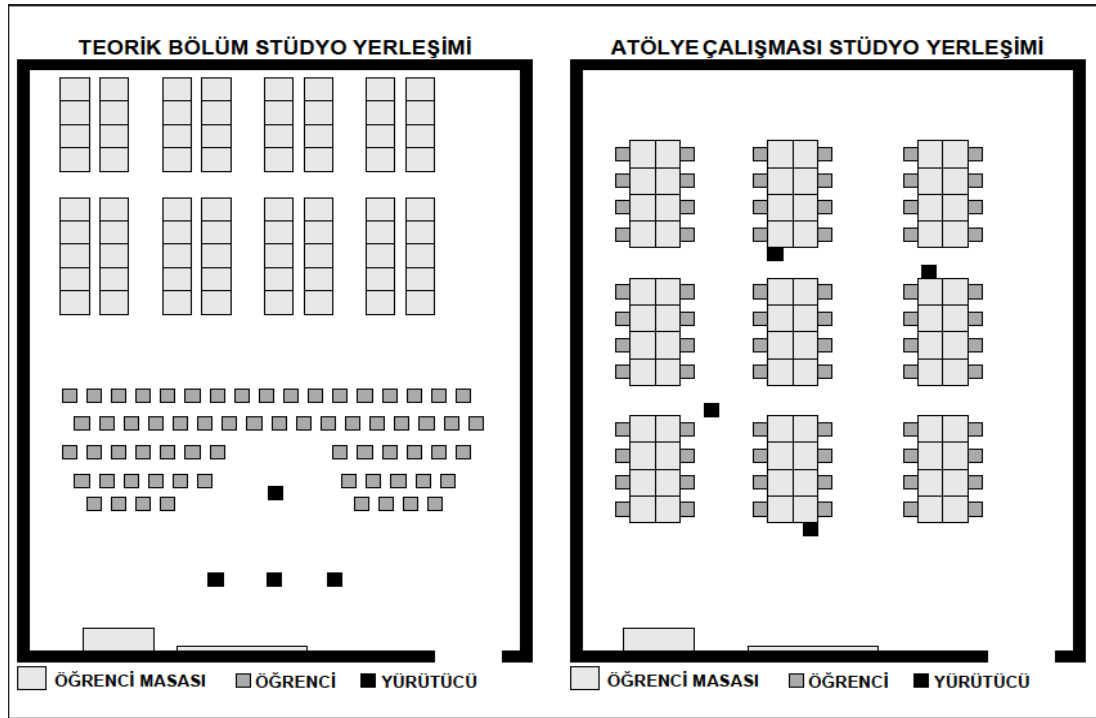 TEORİK BÖLÜM STÜDYO YERLEŞİMİ
ÖĞRENCİ MASASI ÖĞRENCİ YÜRÜTÜCÜ
ATÖLYE ÇALIŞMASI STÜDYO YERLEŞİMİ
ÖĞRENCİ MASASI ÖĞRENCİ YÜRÜTÜCÜ